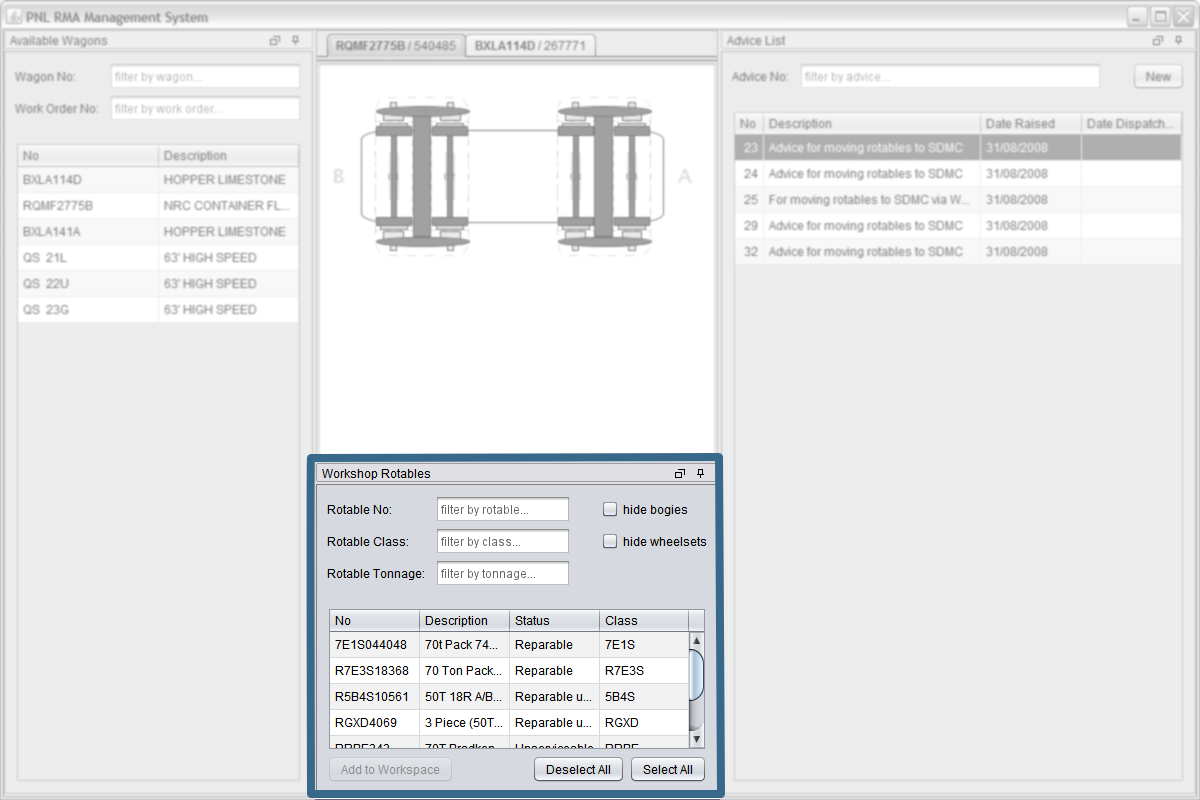 PNL RMA Management System
Available Wagons
Wagon No: filter by wagon...
Work Order No: filter by work order...
No Description
BXLA114D HOPPER LIMESTONE
RQMF2775B NRC CONTAINER FL...
BXLA141A HOPPER LIMESTONE
QS 21L 63' HIGH SPEED
QS 22U 63' HIGH SPEED
QS 23G 63' HIGH SPEED
RQMF2775B / 540485 BXLA114D / 267771
B A
Advice List
Advice No: filter by advice... New
No Description Date Raised Date Dispatch...
23 Advice for moving rotables to SDMC 31/08/2008
24 Advice for moving rotables to SDMC 31/08/2008
25 For moving rotables to SDMC via W... 31/08/2008
29 Advice for moving rotables to SDMC 31/08/2008
32 Advice for moving rotables to SDMC 31/08/2008
Workshop Rotables
Rotable No: filter by rotable... hide bogies
Rotable Class: filter by class... hide wheelsets
Rotable Tonnage: filter by tonnage...
No Description Status Class
7E1S044048 70t Pack 74... Reparable 7E1S
R7E3S18368 70 Ton Pack... Reparable R7E3S
R5B4S10561 50T 18R A/B... Reparable u... 5B4S
RGXD4069 3 Piece (50T... Reparable u... RGXD
Add to Workspace Deselect All Select All